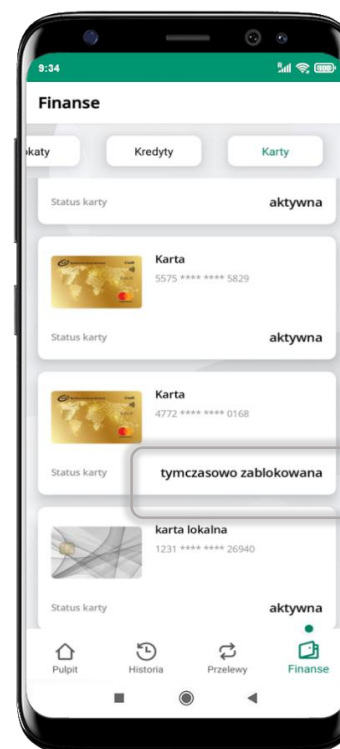 9:34
Finanse
katy
Kredyty
Karty
Status karty
aktywna
Karta
5575 **** **** 5829
Status karty
aktywna
Karta
4772 **** **** 0168
Status karty
tymczasowo zablokowana
karta lokalna
1231 **** **** 26940
Status karty
aktywna
Pulpit
Historia
Przelewy
Finanse